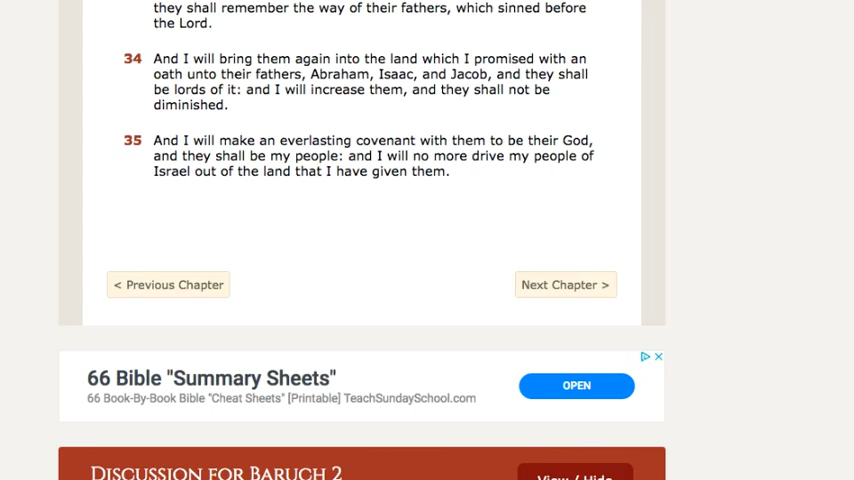 they shall remember the way of their fathers, which sinned before
the Lord.
34 And I will bring them again into the land which I promised with an
oath unto their fathers, Abraham, Isaac, and Jacob, and they shall
be lords of it: and I will increase them, and they shall not be
diminished.
35 And I will make an everlasting covenant with them to be their God,
and they shall be my people: and I will no more drive my people of
Israel out of the land that I have given them.
< Previous Chapter
Next Chapter >
66 Bible "Summary Sheets"
66 Book-By-Book Bible "Cheat Sheets" [Printable] TeachSundaySchool.com
OPEN
Discussion for Baruch 2
View / Hide